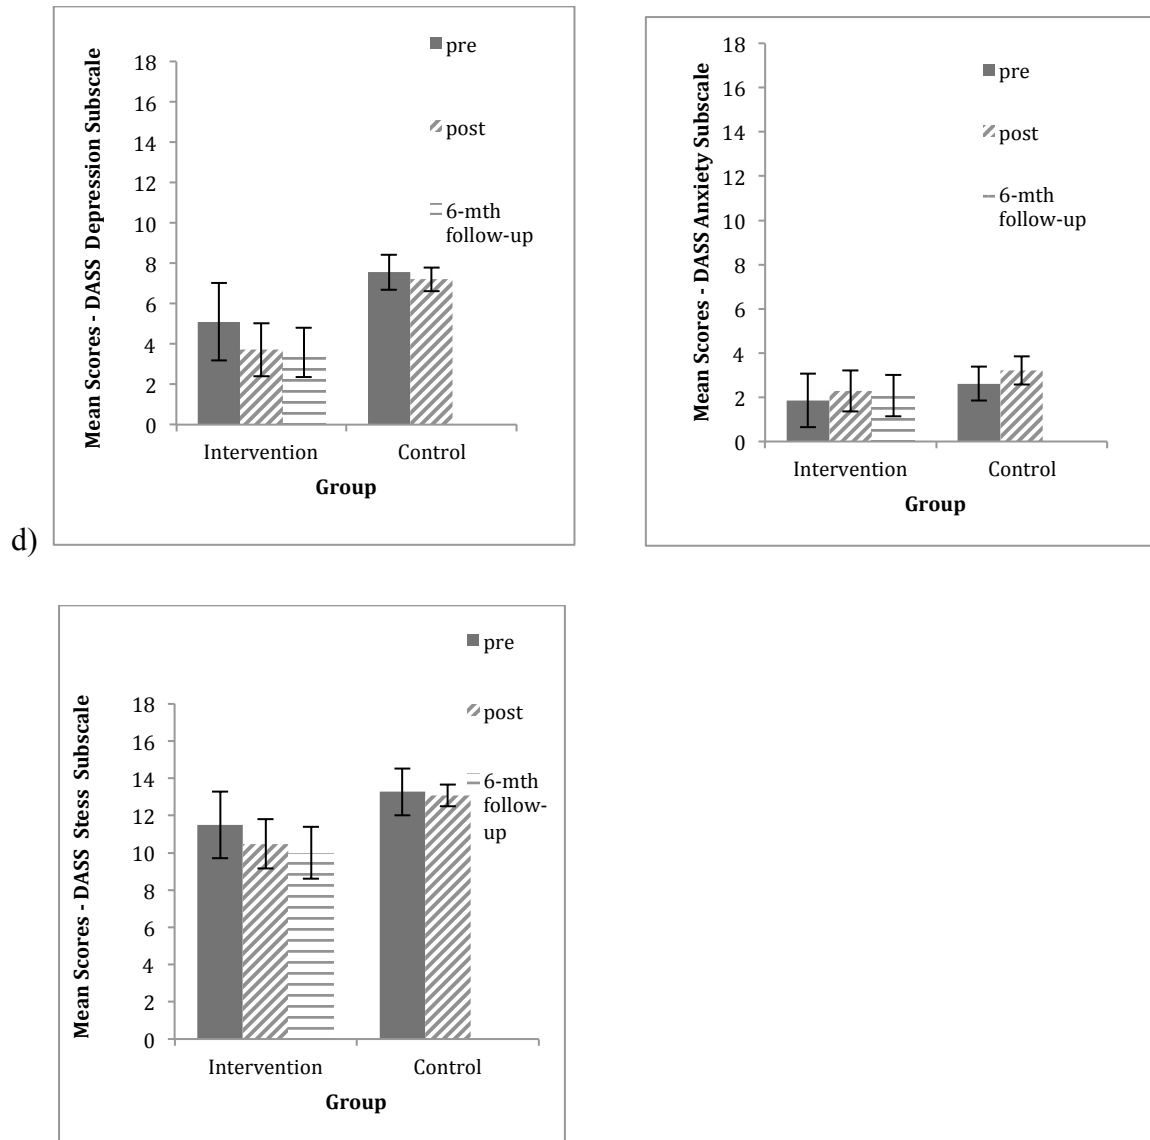 Mean Scores - DASS Depression Subscale
18
16
14
12
10
8
6
4
2
0
pre
post
6-mth
follow-up
Intervention
Control
Group
Mean Scores - DASS Anxiety Subscale
18
16
14
12
10
8
6
4
2
0
pre
post
6-mth
follow-up
Intervention
Control
Group
d)
Mean Scores - DASS Stess Subscale
18
16
14
12
10
8
6
4
2
0
pre
post
6-mth
follow-
up
Intervention
Control
Group